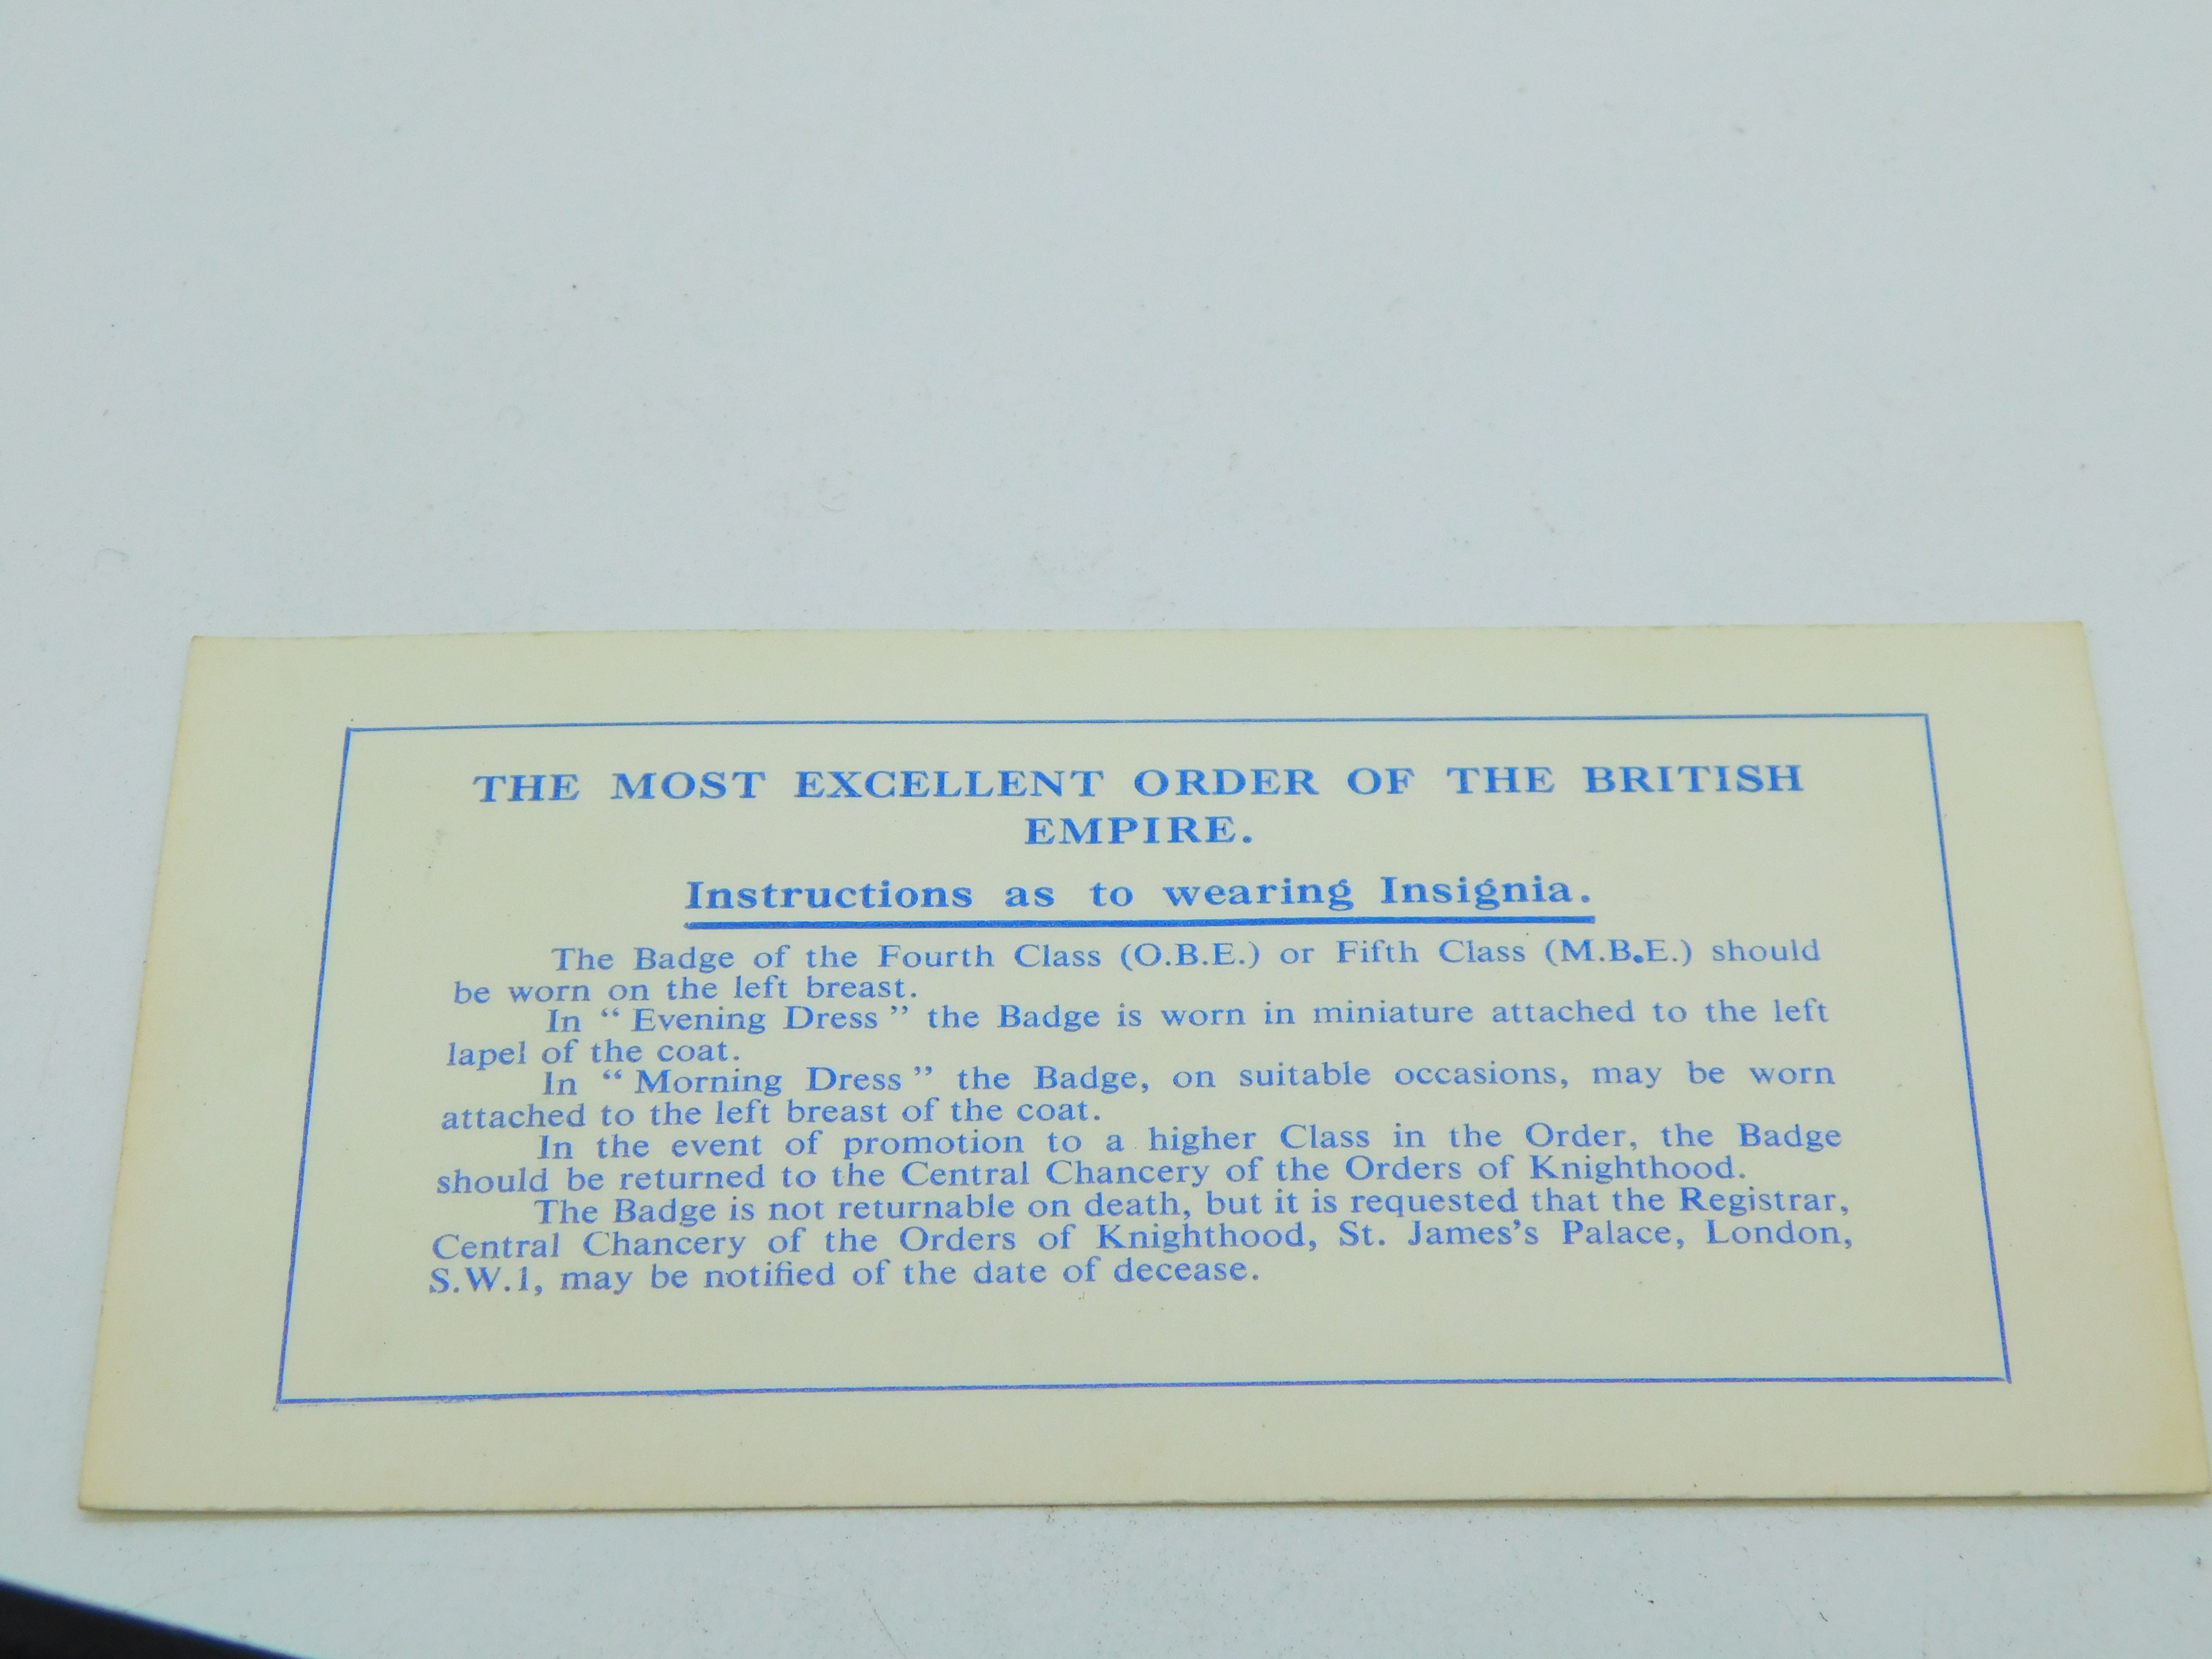 THE MOST EXCELLENT ORDER OF THE BRITISH
EMPIRE.
Instructions as to wearing Insignia.
The Badge of the Fourth Class (O.B.E.) or Fifth Class (M.B.E.) should
be worn on the left breast.
In “ Evening Dress ” the Badge is worn in miniature attached to the left
lapel of the coat.
In “ Morning Dress ” the Badge, on suitable occasions, may be worn
attached to the left breast of the coat.
In the event of promotion to a higher Class in the Order, the Badge
should be returned to the Central Chancery of the Orders of Knighthood.
The Badge is not returnable on death, but it is requested that the Registrar,
Central Chancery of the Orders of Knighthood, St. James’s Palace, London,
S.W.1, may be notified of the date of decease.